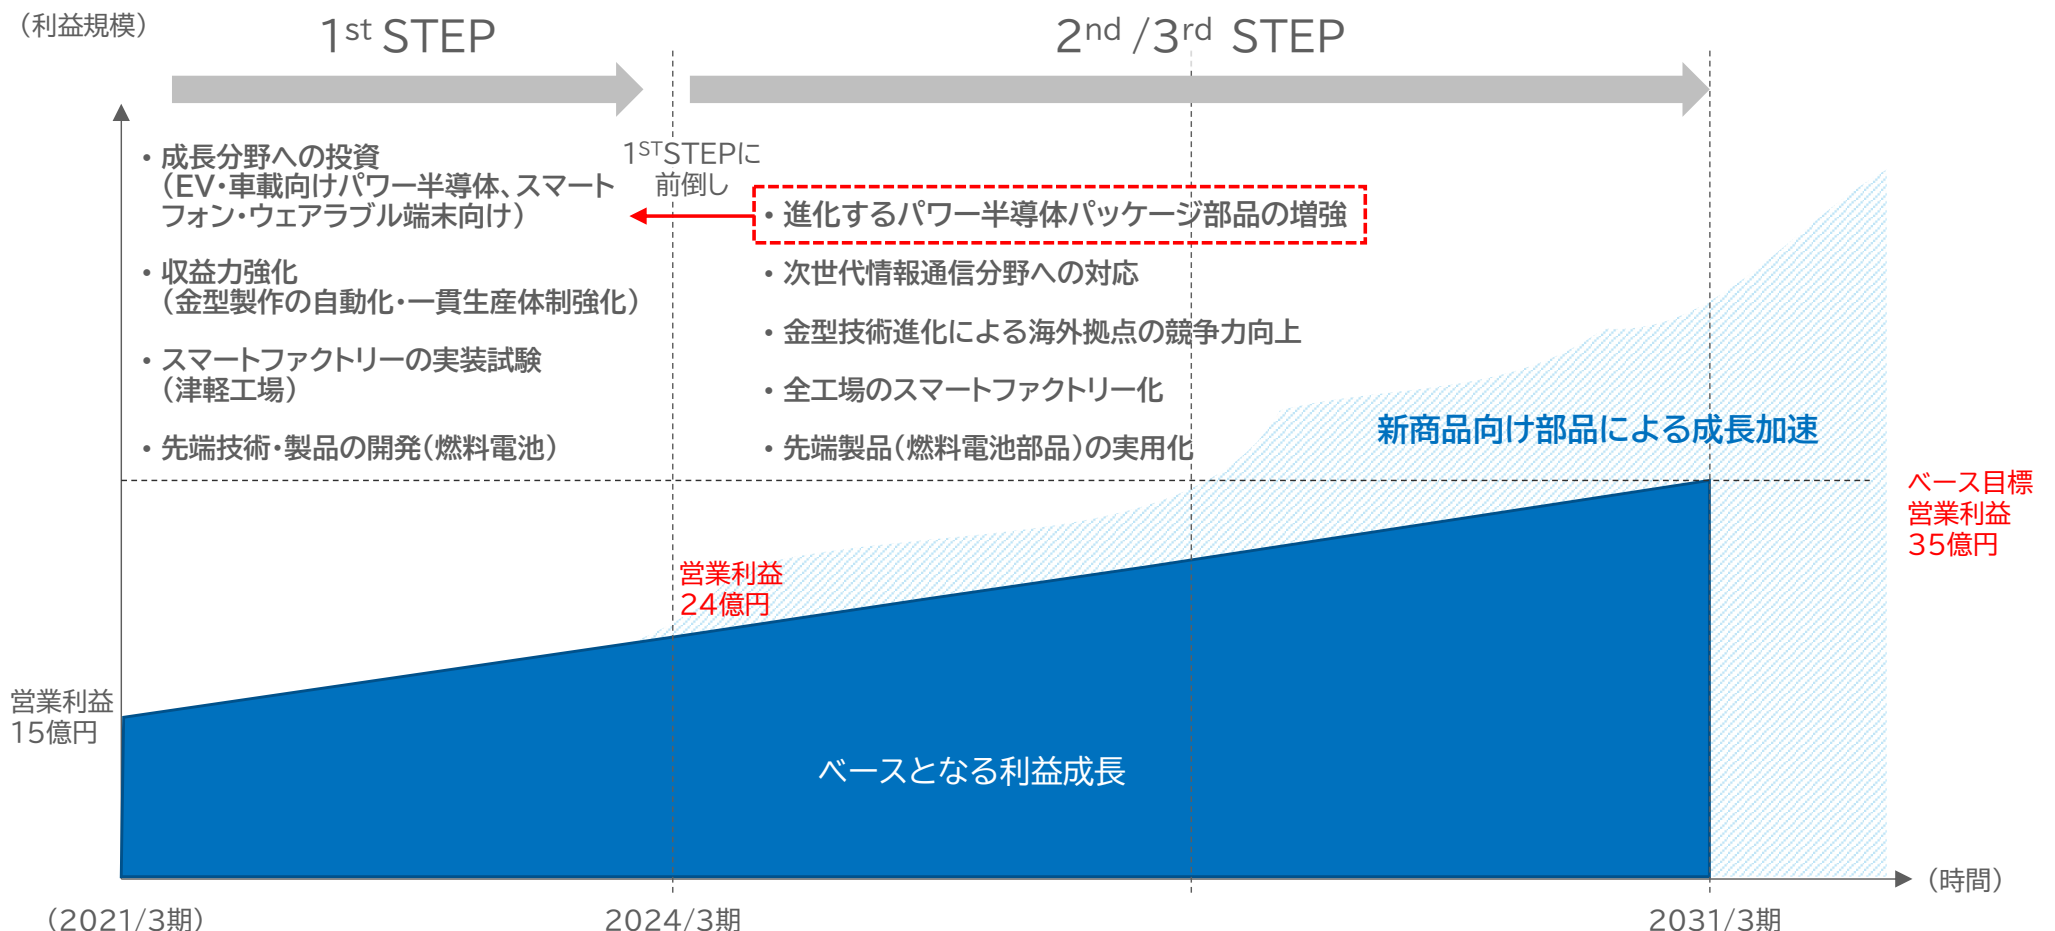 （利益規模）
1st STEP
2nd /3rd STEP
・成長分野への投資
（EV・車載向けパワー半導体、スマート
フォン・ウェアラブル端末向け）
・収益力強化
（金型製作の自動化・一貫生産体制強化）
・スマートファクトリーの実装試験
（津軽工場）
・先端技術・製品の開発（燃料電池）
1STSTEPに
前倒し
・進化するパワー半導体パッケージ部品の増強
・次世代情報通信分野への対応
・金型技術進化による海外拠点の競争力向上
・全工場のスマートファクトリー化
・先端製品（燃料電池部品）の実用化
新商品向け部品による成長加速
ベース目標
営業利益
35億円
営業利益
24億円
営業利益
15億円
ベースとなる利益成長
（時間）
（2021/3期）
2024/3期
2031/3期